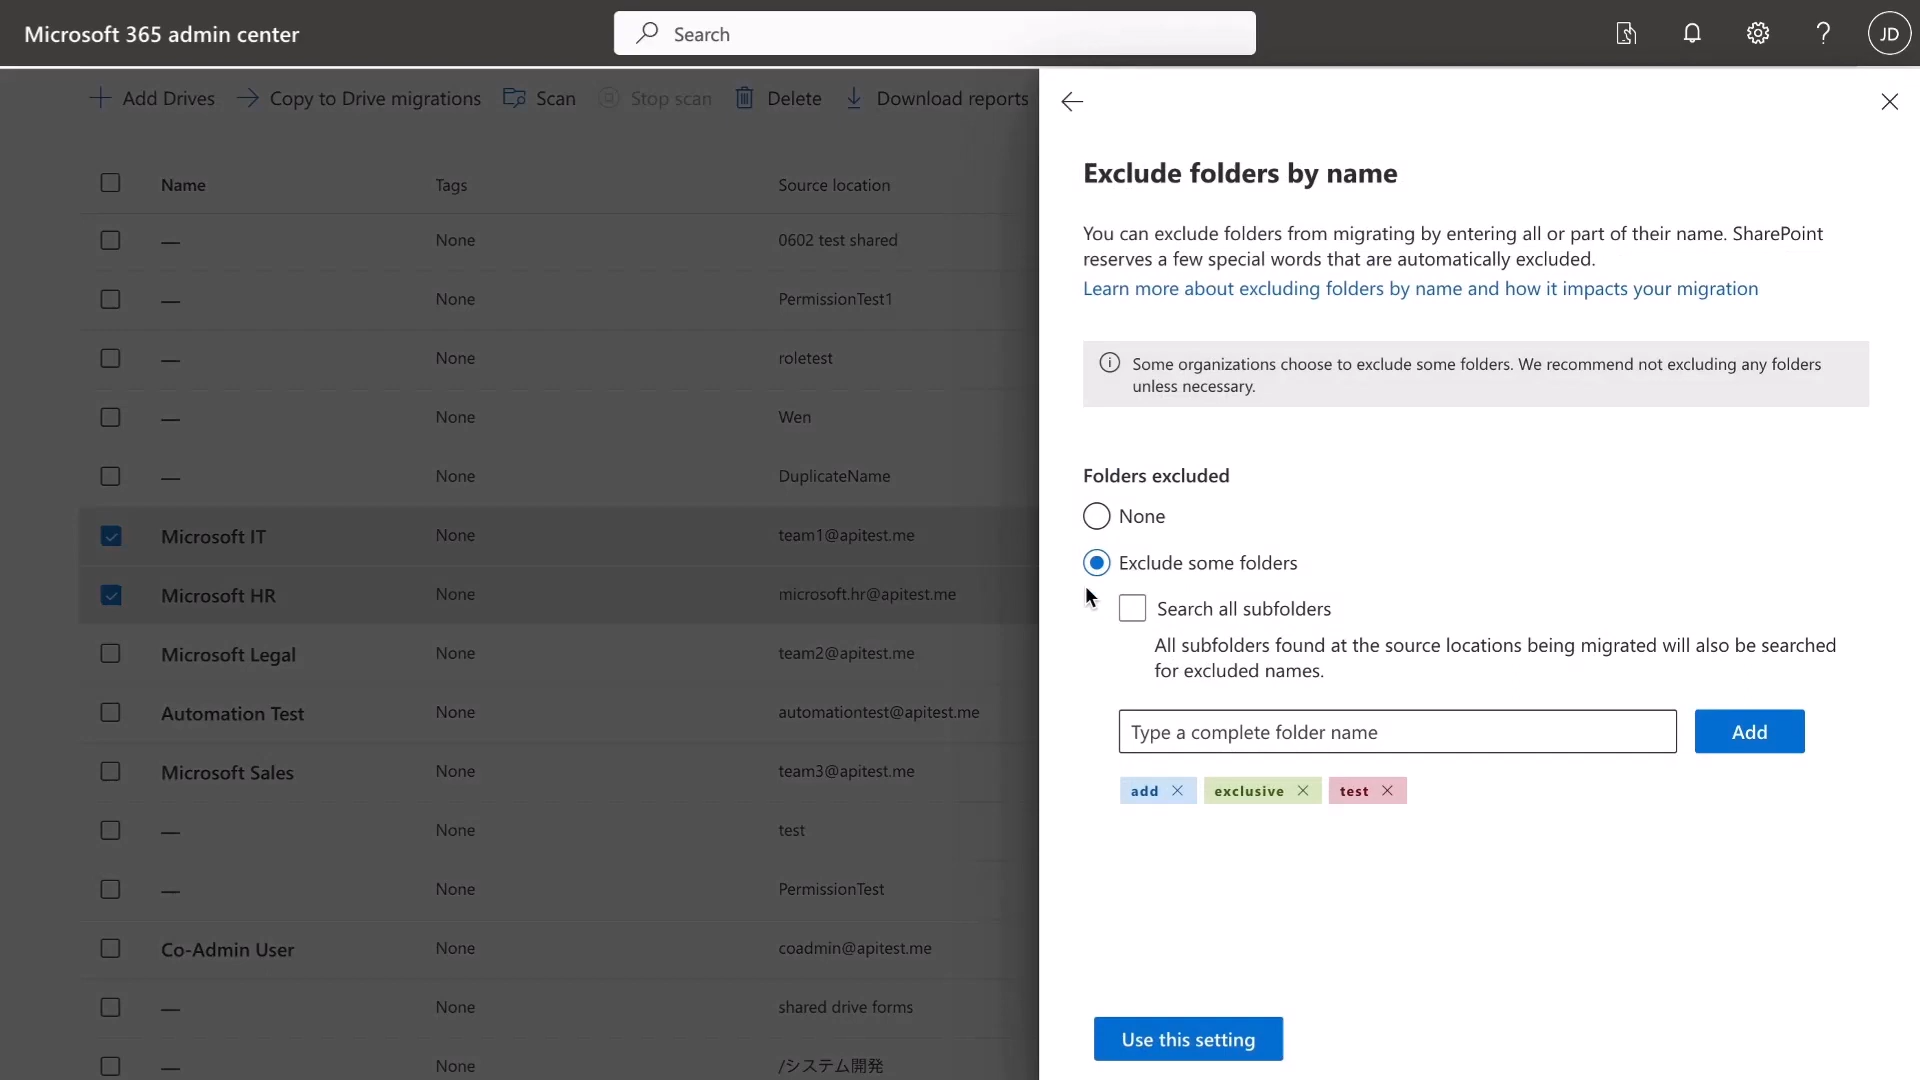 Microsoft 365 admin center
Search
JD
Add Drives
Copy to Drive migrations
Scan
Stop scan
Delete
Download reports
Name Tags Source location
— None 0602 test shared
— None PermissionTest1
— None roletest
— None Wen
— None DuplicateName
Microsoft IT None team1@apitest.me
Microsoft HR None microsoft.hr@apitest.me
Microsoft Legal None team2@apitest.me
Automation Test None automationtest@apitest.me
Microsoft Sales None team3@apitest.me
— None test
— None PermissionTest
Co-Admin User None coadmin@apitest.me
— None shared drive forms
— None /システム開発
Exclude folders by name
You can exclude folders from migrating by entering all or part of their name. SharePoint
reserves a few special words that are automatically excluded.
Learn more about excluding folders by name and how it impacts your migration
Some organizations choose to exclude some folders. We recommend not excluding any folders
unless necessary.
Folders excluded
None
Exclude some folders
Search all subfolders
All subfolders found at the source locations being migrated will also be searched
for excluded names.
Type a complete folder name
Add
add exclusive test
Use this setting